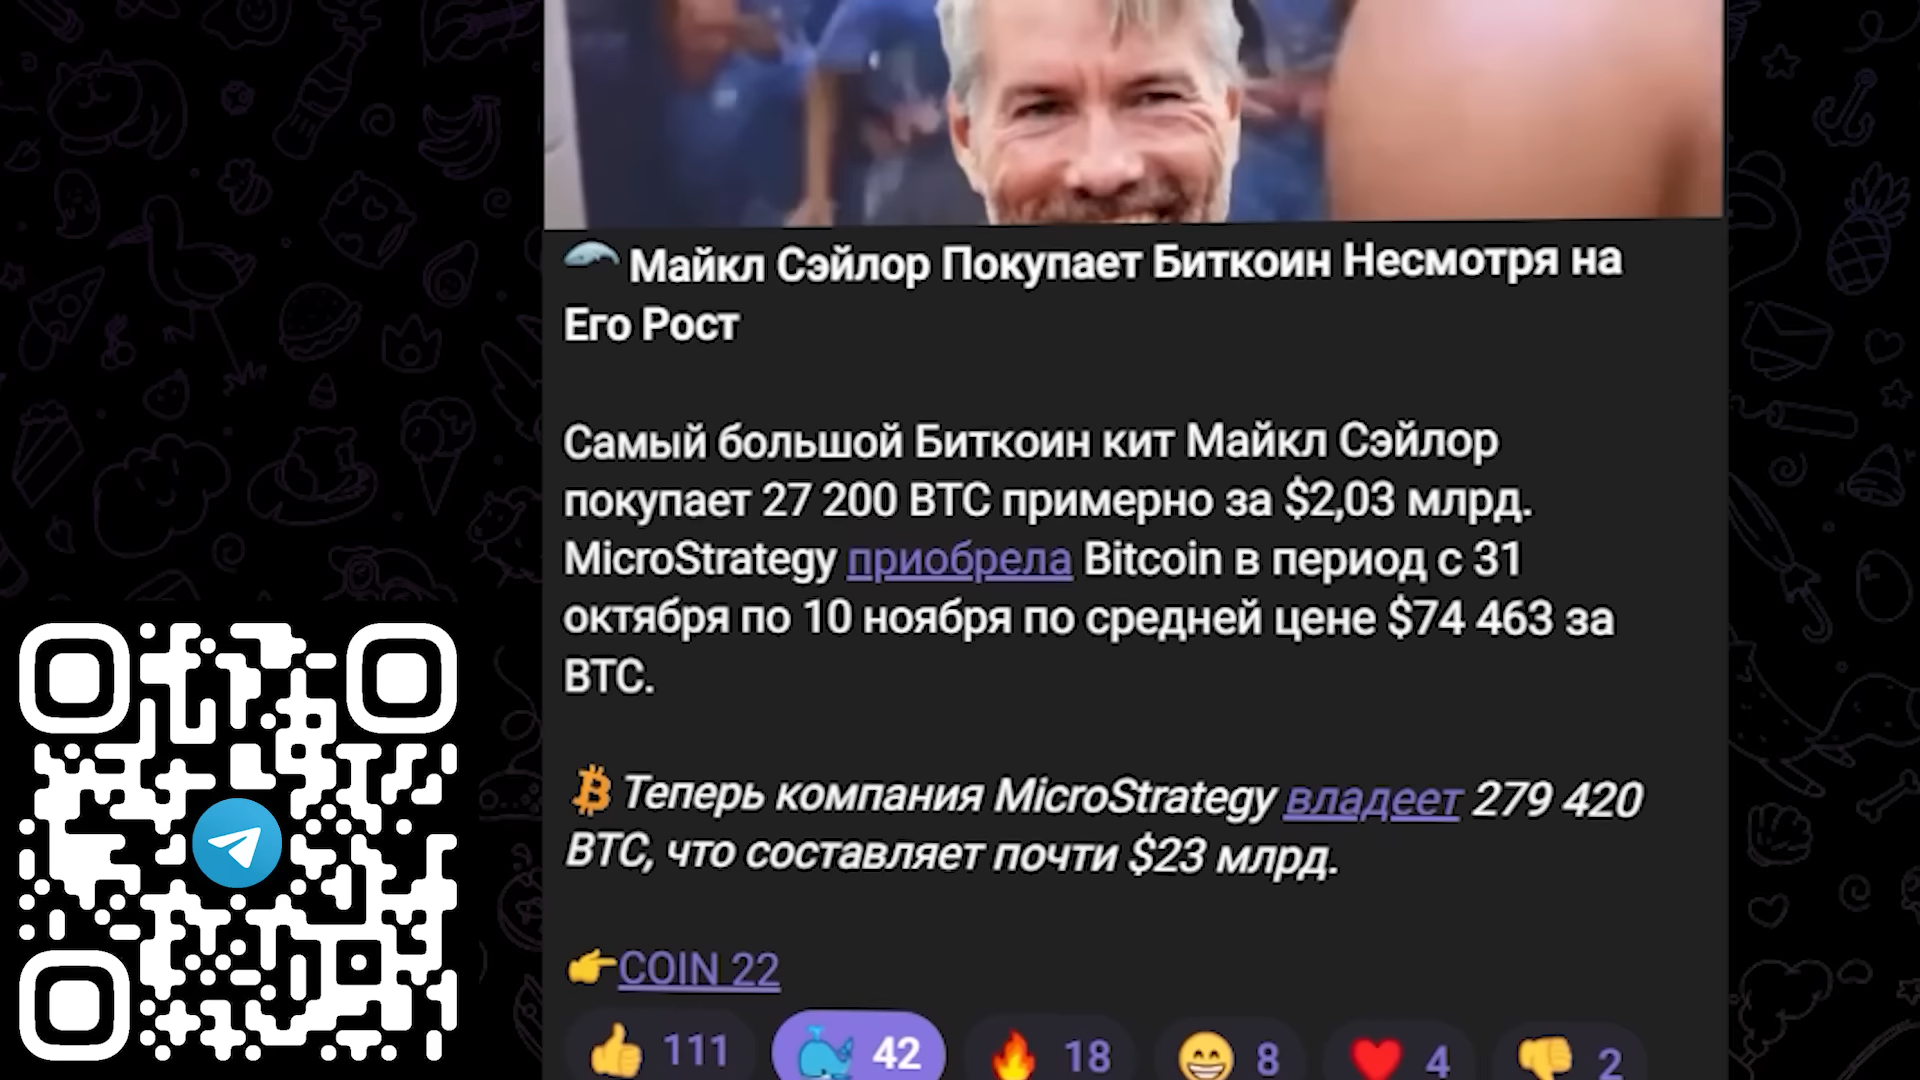 Майкл Сэйлор Покупает Биткоин Несмотря на
Его Рост
Самый большой Биткоин кит Майкл Сэйлор
покупает 27 200 BTC примерно за $2,03 млрд.
MicroStrategy приобрела Bitcoin в период с 31
октября по 10 ноября по средней цене $74 463 за
BTC.
Теперь компания MicroStrategy владеет 279 420
BTC, что составляет почти $23 млрд.
COIN 22
111 42 18 8 4 2